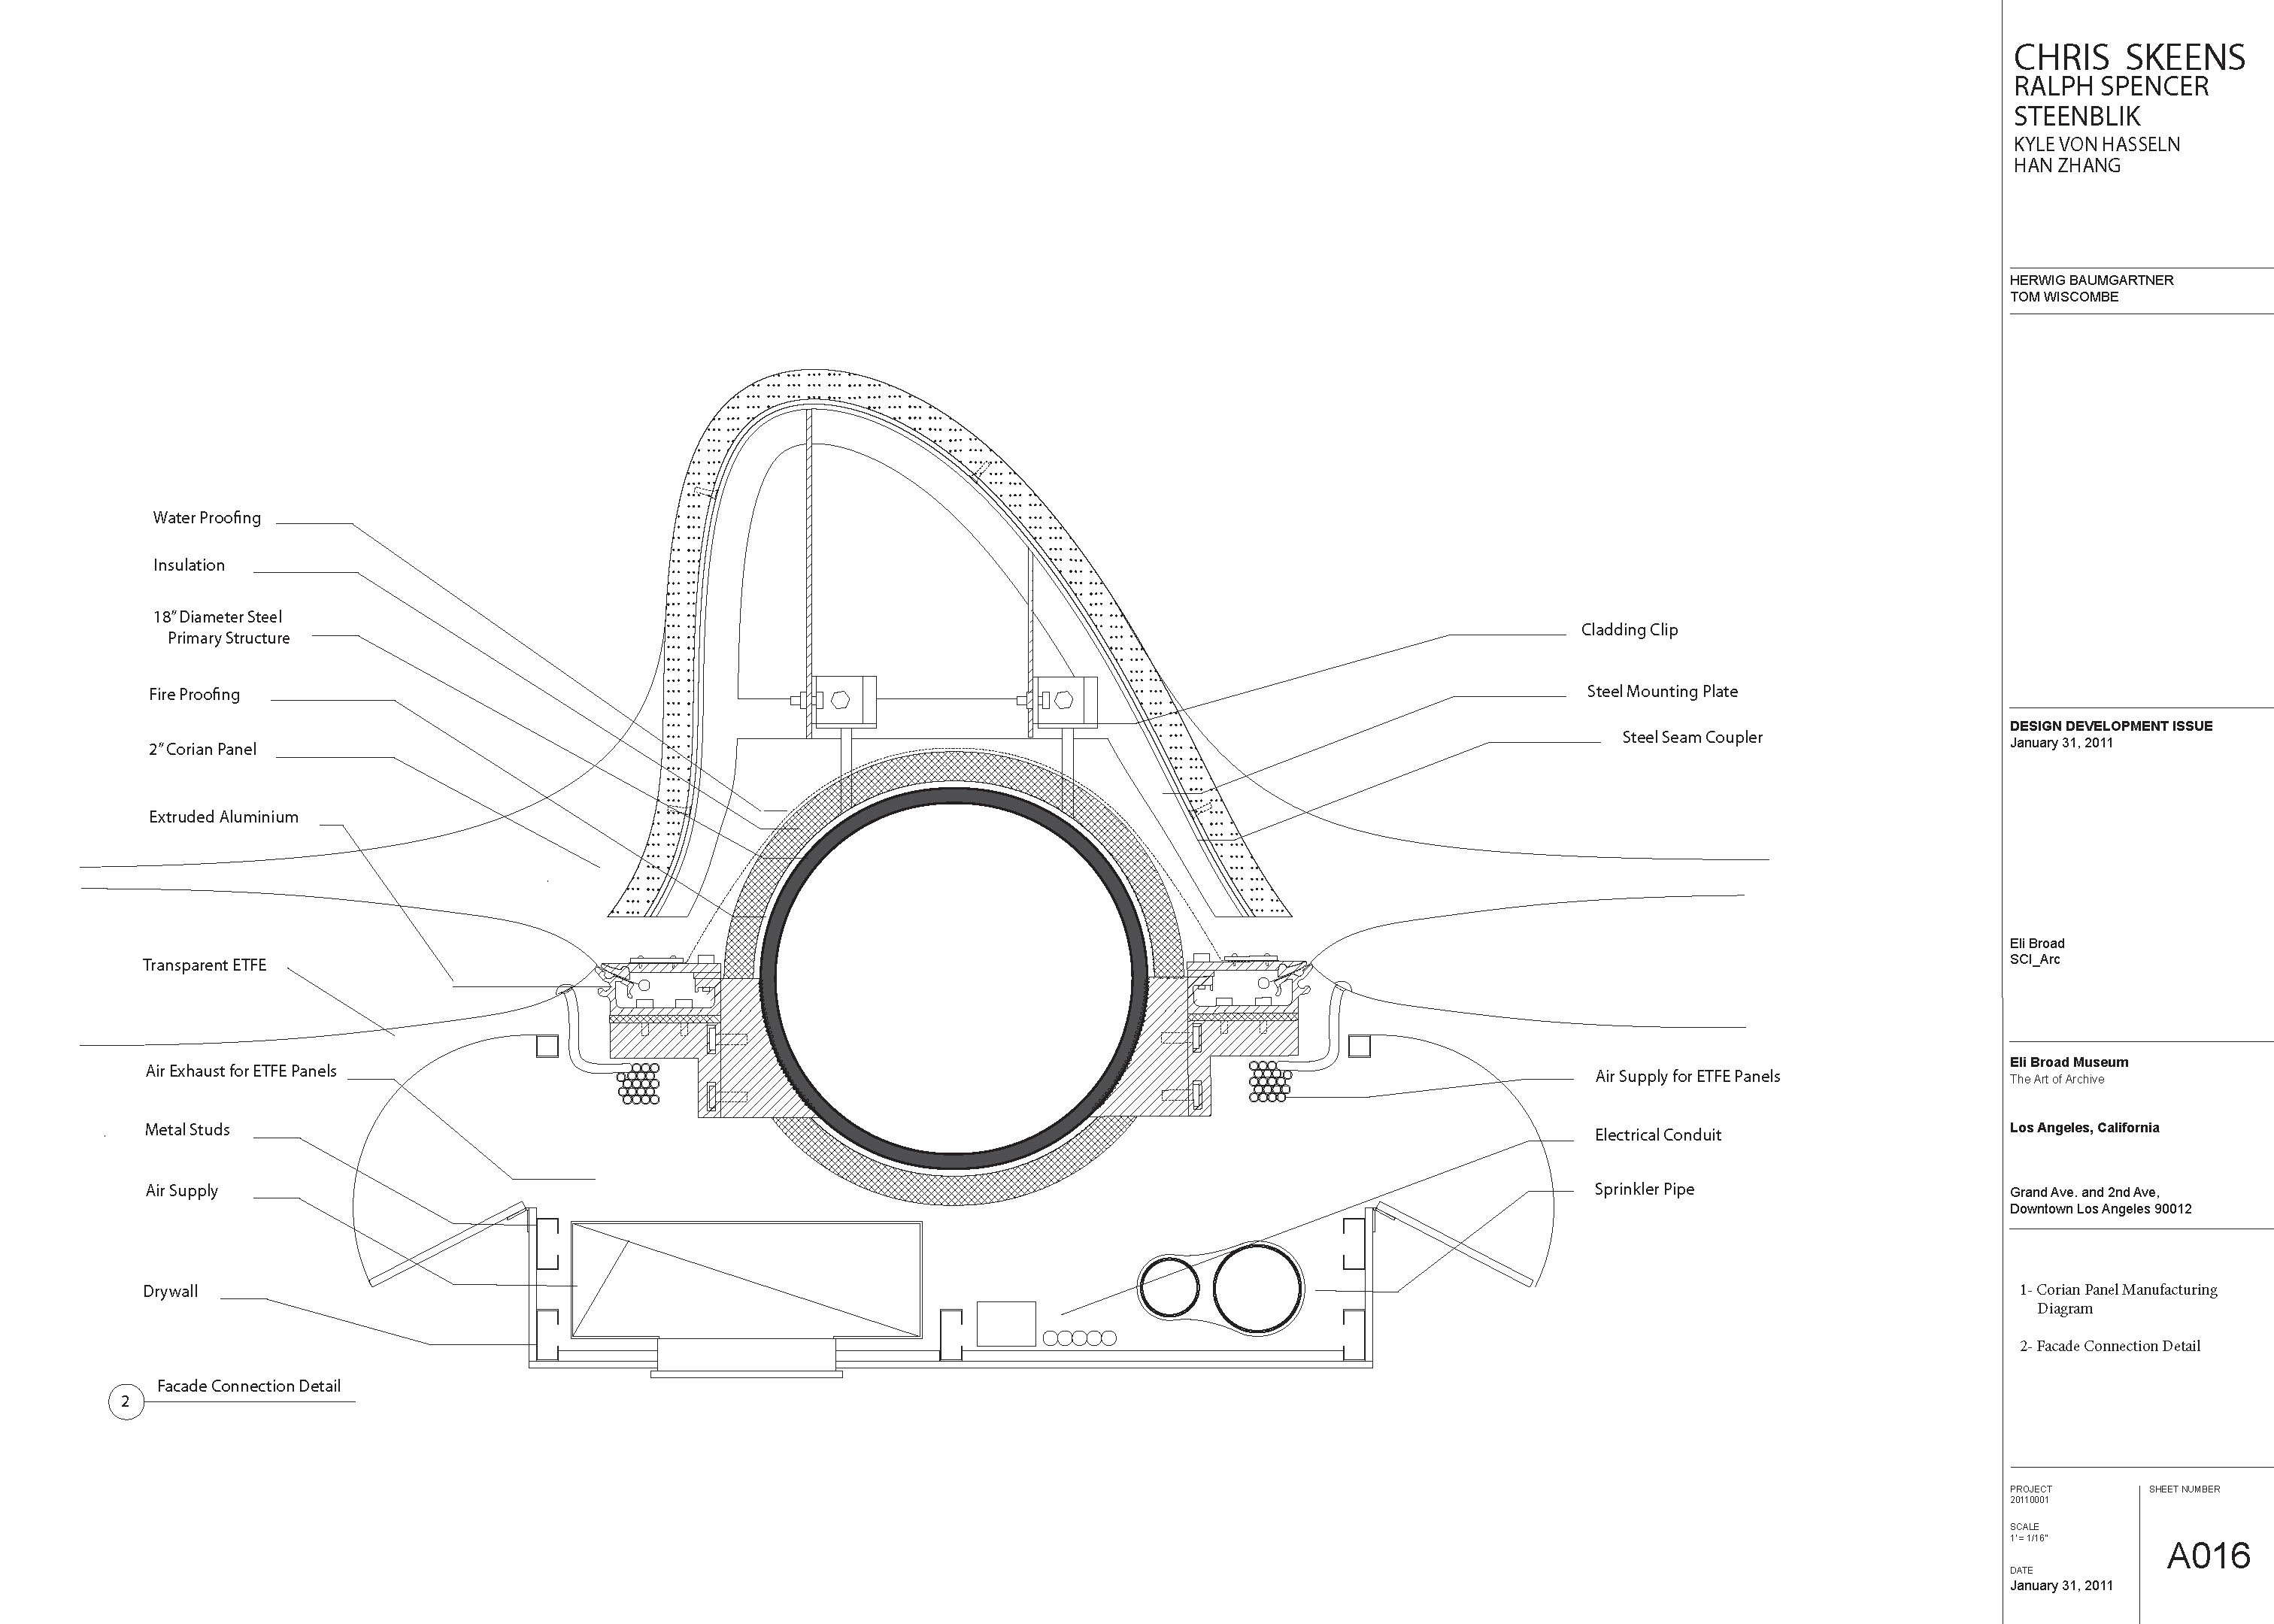 Water Proofing
Insulation
18" Diameter Steel
Primary Structure
Fire Proofing
2" Corian Panel
Extruded Aluminium
Transparent ETFE
Air Exhaust for ETFE Panels
Metal Studs
Air Supply
Drywall
2
Facade Connection Detail
Cladding Clip
Steel Mounting Plate
Steel Seam Coupler
Air Supply for ETFE Panels
Electrical Conduit
Sprinkler Pipe
CHRIS SKEENS
RALPH SPENCER
STEENBLIK
KYLE VON HASSELN
HAN ZHANG
HERWIG BAUMGARTNER
TOM WISCOMBE
DESIGN DEVELOPMENT ISSUE
January 31, 2011
Eli Broad
SCI_Arc
Eli Broad Museum
The Art of Archive
Los Angeles, California
Grand Ave. and 2nd Ave,
Downtown Los Angeles 90012
1- Corian Panel Manufacturing
Diagram
2- Facade Connection Detail
PROJECT
20110001
SCALE
1' = 1/16"
DATE
January 31, 2011
SHEET NUMBER
A016